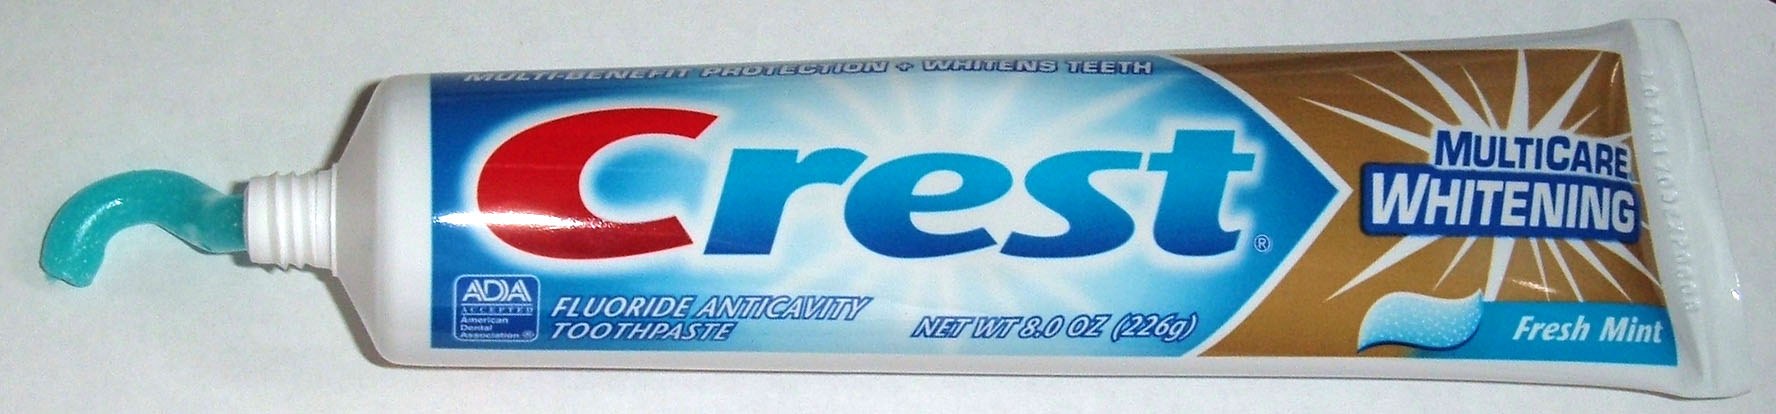 MULTI-BENEFIT PROTECTION + WHITENS TEETH
Crest®
MULTICARE
WHITENING
ADA
ACCEPTED
American
Dental
Association ®
FLUORIDE ANTICAVITY
TOOTHPASTE
NET WT 8.0 OZ (226g)
Fresh Mint